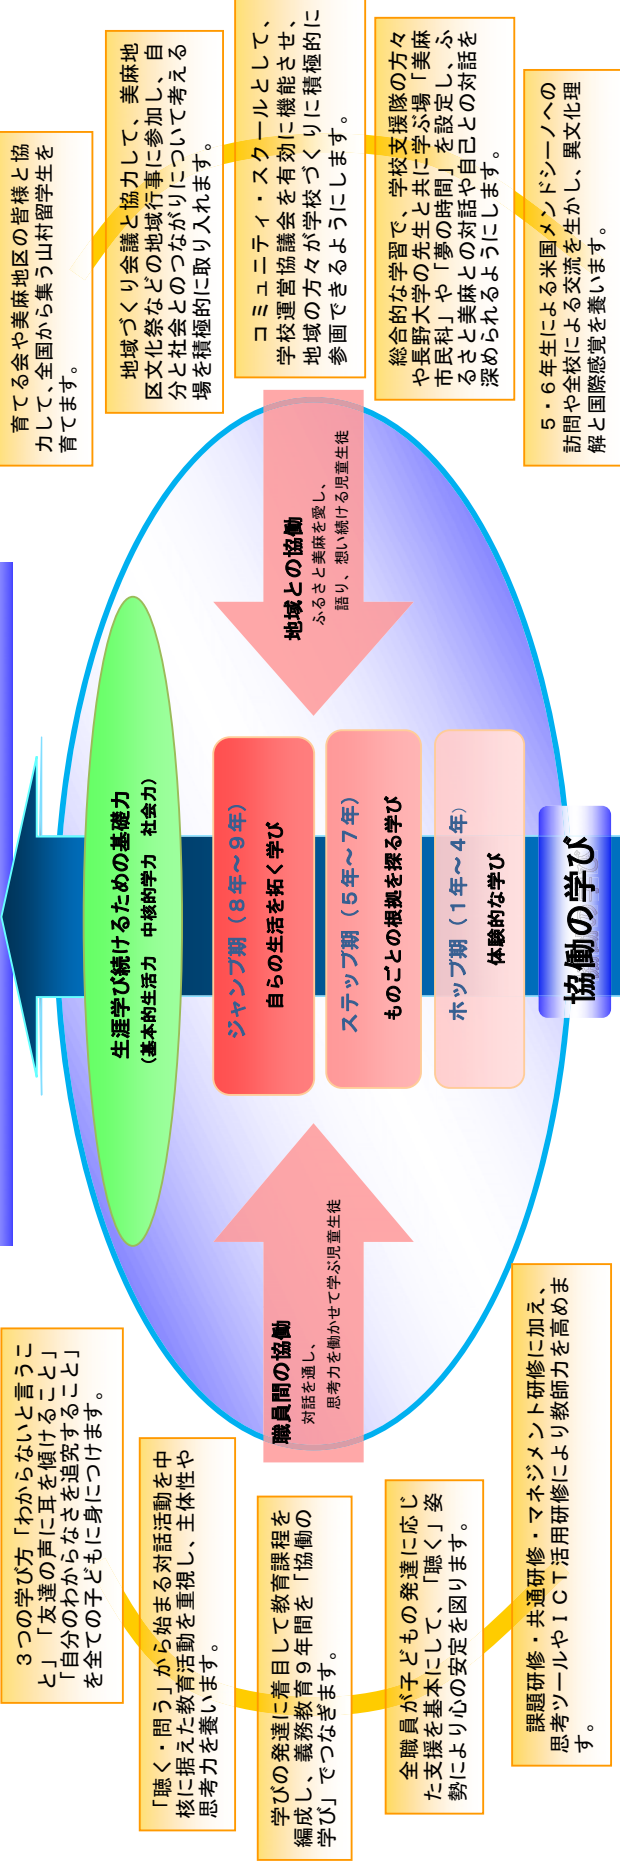 生涯学び続けるための基礎力
（基本的生活力　中核的学力　社会力）
ジャンプ期（８年～９年）
自らの生活を拓く学び
ステップ期（５年～７年）
ものごとの根拠を探る学び
ホップ期（１年～４年）
体験的な学び
協働の学び
職員間の協働
対話を通し、
思考力を働かせて学ぶ児童生徒
地域との協働
ふるさと美麻を愛し、
語り、想い続ける児童生徒
３つの学び方「わからないと言うこ
と」「友達の声に耳を傾けること」
「自分のわからなさを追究すること」
を全ての子どもに身につけます。
「聴く・問う」から始まる対話活動を中
核に据えた教育活動を重視し、主体性や
思考力を養います。
学びの発達に着目して教育課程を
編成し、義務教育９年間を「協働の
学び」でつなぎます。
全職員が子どもの発達に応じ
た支援を基本にして、「聴く」姿
勢により心の安定を図ります。
課題研修・共通研修・マネジメント研修に加え、
思考ツールやＩＣＴ活用研修により教師力を高めま
す。
育てる会や美麻地区の皆様と協
力して、全国から集う山村留学生を
育てます。
地域づくり会議と協力して、美麻地
区文化祭などの地域行事に参加し、自
分と社会とのつながりについて考える
場を積極的に取り入れます。
コミュニティ・スクールとして、
学校運営協議会を有効に機能させ、
地域の方々が学校づくりに積極的に
参画できるようにします。
総合的な学習で、学校支援隊の方々
や長野大学の先生と共に学ぶ場「美麻
市民科」や「夢の時間」を設定し、ふ
るさと美麻との対話や自己との対話を
深められるようにします。
５・６年生による米国メンドシーノへの
訪問や全校による交流を生かし、異文化理
解と国際感覚を養います。